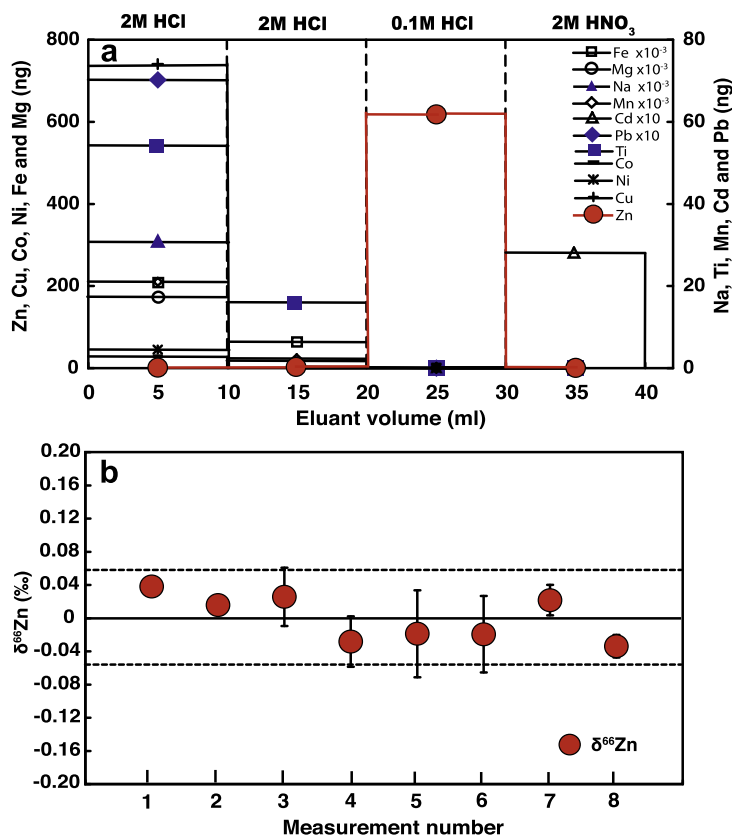 2M HCl 2M HCl 0.1M HCl 2M HNO₃
a
800 80
600 60
400 40
200 20
0 0
Zn, Cu, Co, Ni, Fe and Mg (ng)
Na, Ti, Mn, Cd and Pb (ng)
Fe x10⁻³
Mg x10⁻³
Na x10⁻³
Mn x10⁻³
Cd x10
Pb x10
Ti
Co
Ni
Cu
Zn
0 5 10 15 20 25 30 35 40
Eluant volume (ml)
b
0.20
0.16
0.12
0.08
0.04
0
-0.04
-0.08
-0.12
-0.16
-0.20
δ⁶⁶Zn (‰)
δ⁶⁶Zn
1 2 3 4 5 6 7 8
Measurement number